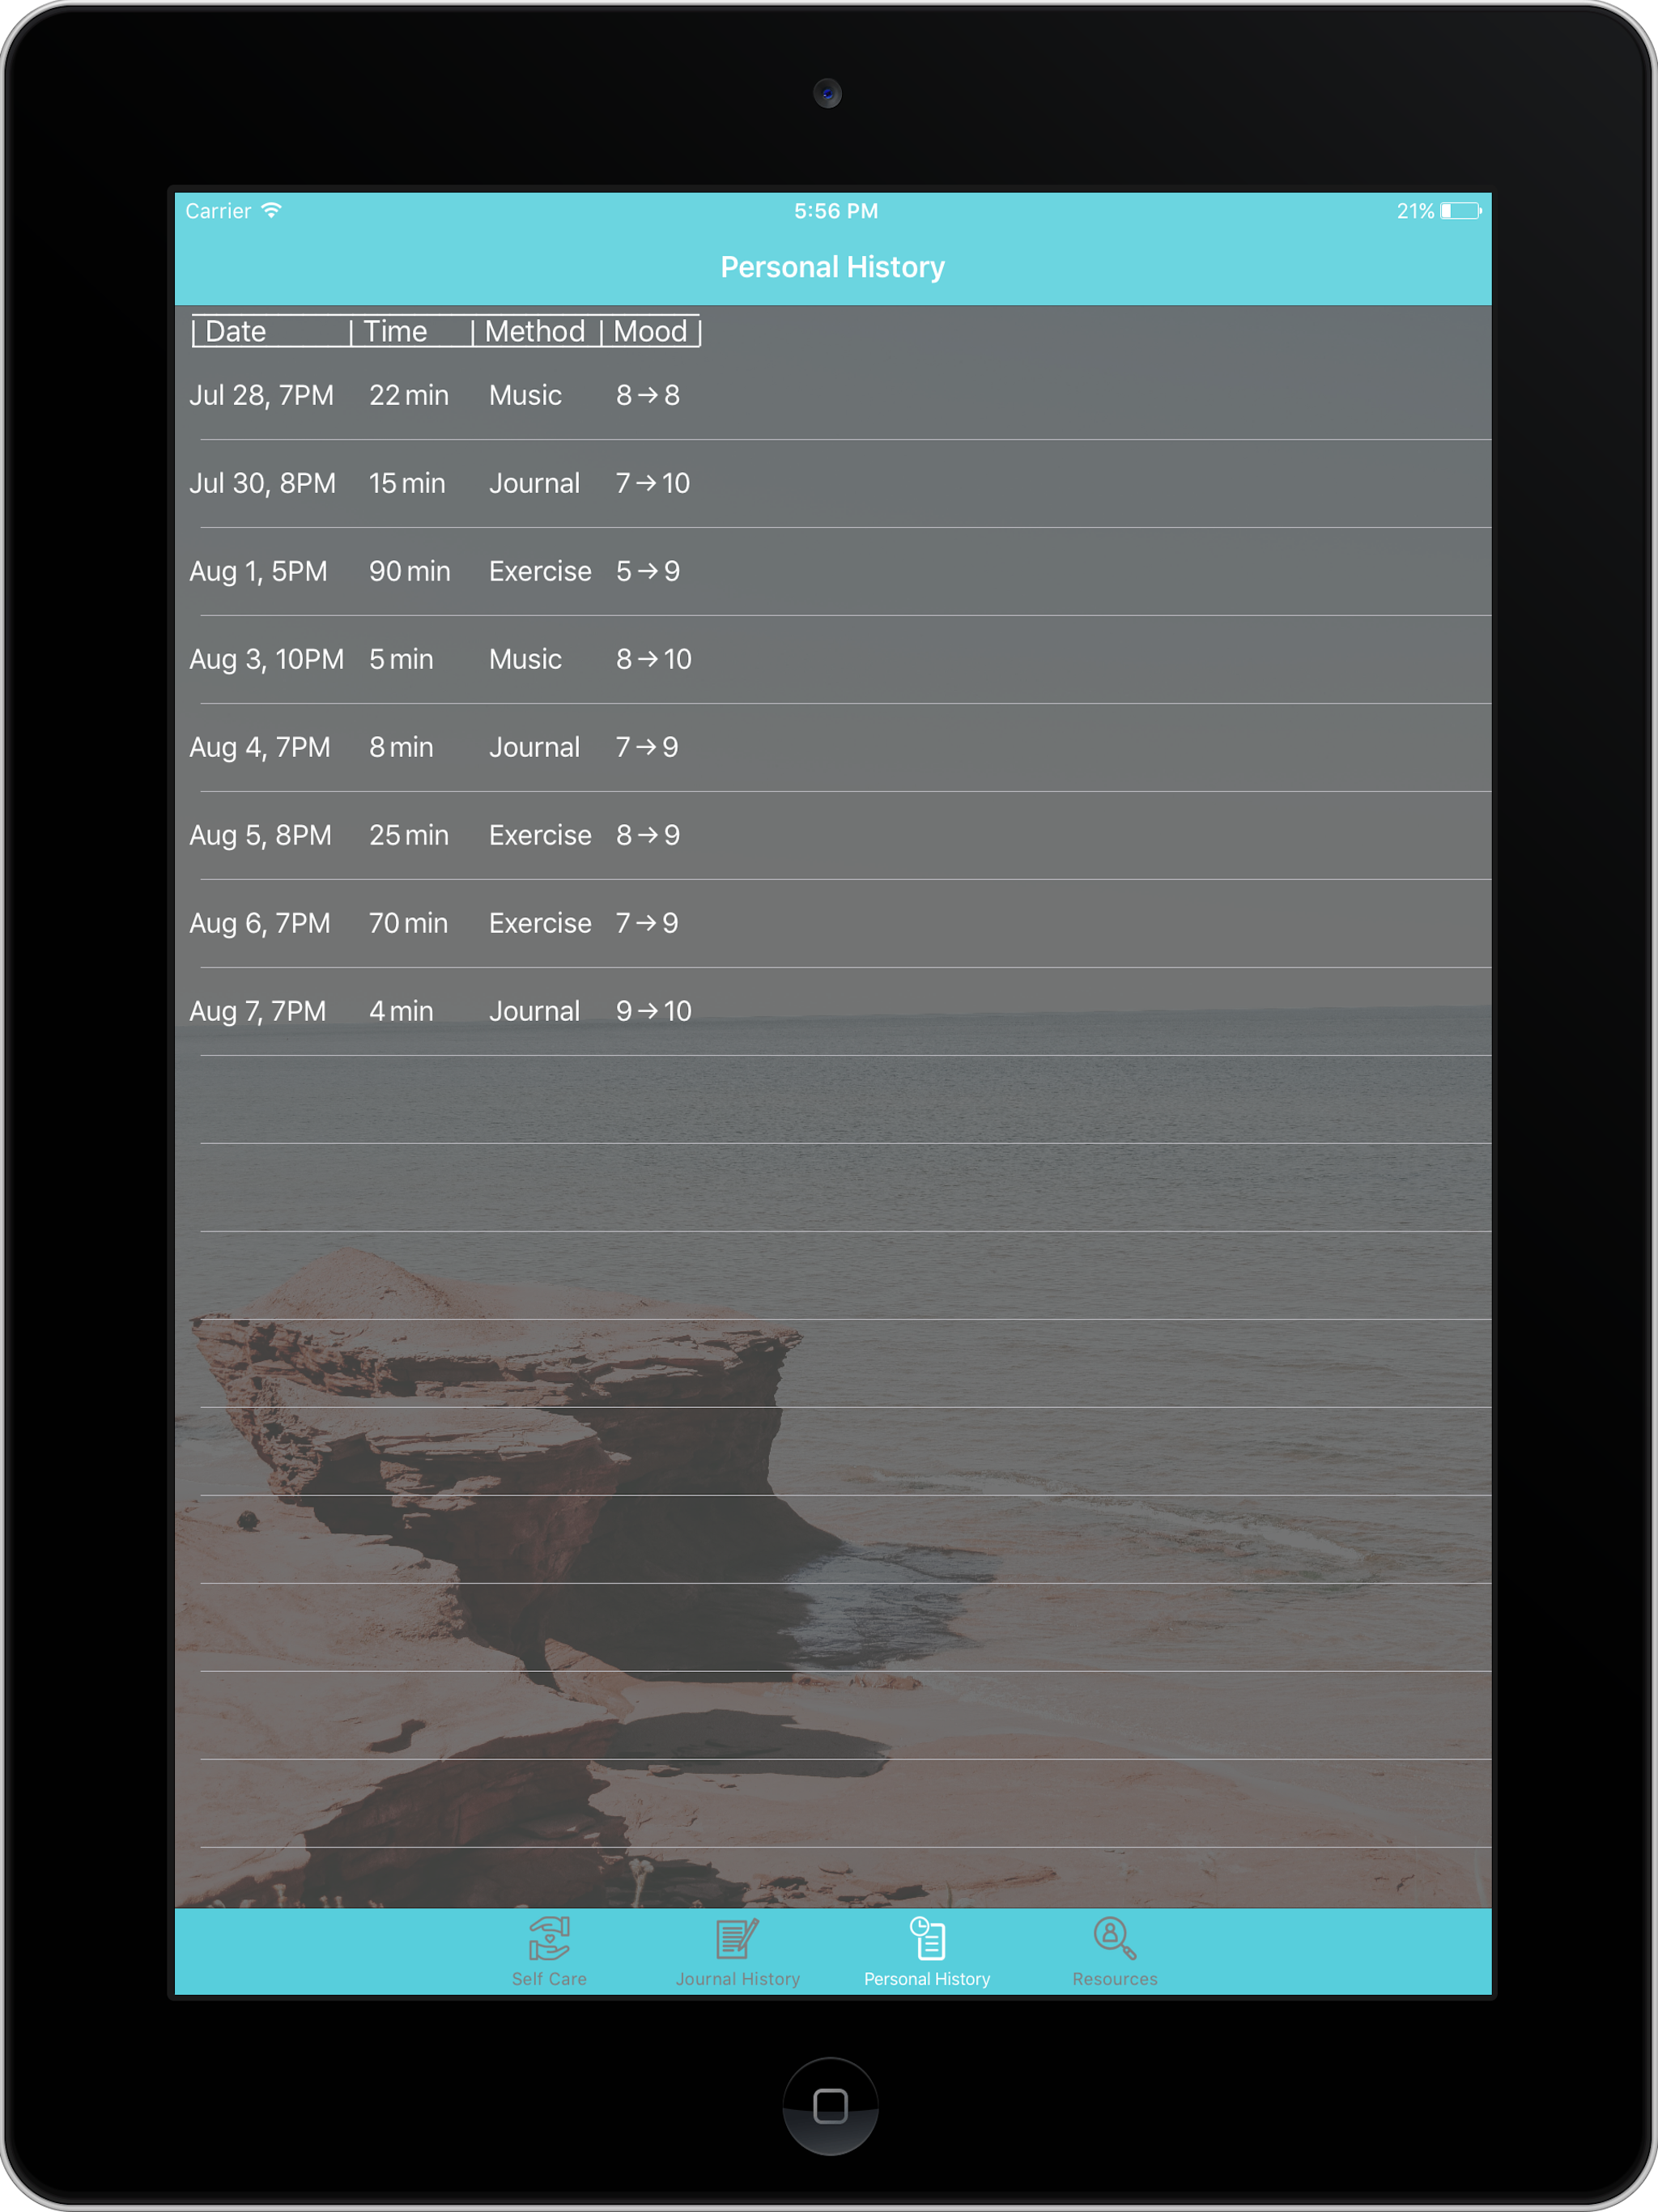 Carrier 5:56 PM 21%
Personal History
| Date | Time | Method | Mood |
Jul 28, 7PM 22 min Music 8 → 8
Jul 30, 8PM 15 min Journal 7 → 10
Aug 1, 5PM 90 min Exercise 5 → 9
Aug 3, 10PM 5 min Music 8 → 10
Aug 4, 7PM 8 min Journal 7 → 9
Aug 5, 8PM 25 min Exercise 8 → 9
Aug 6, 7PM 70 min Exercise 7 → 9
Aug 7, 7PM 4 min Journal 9 → 10
Self Care Journal History Personal History Resources